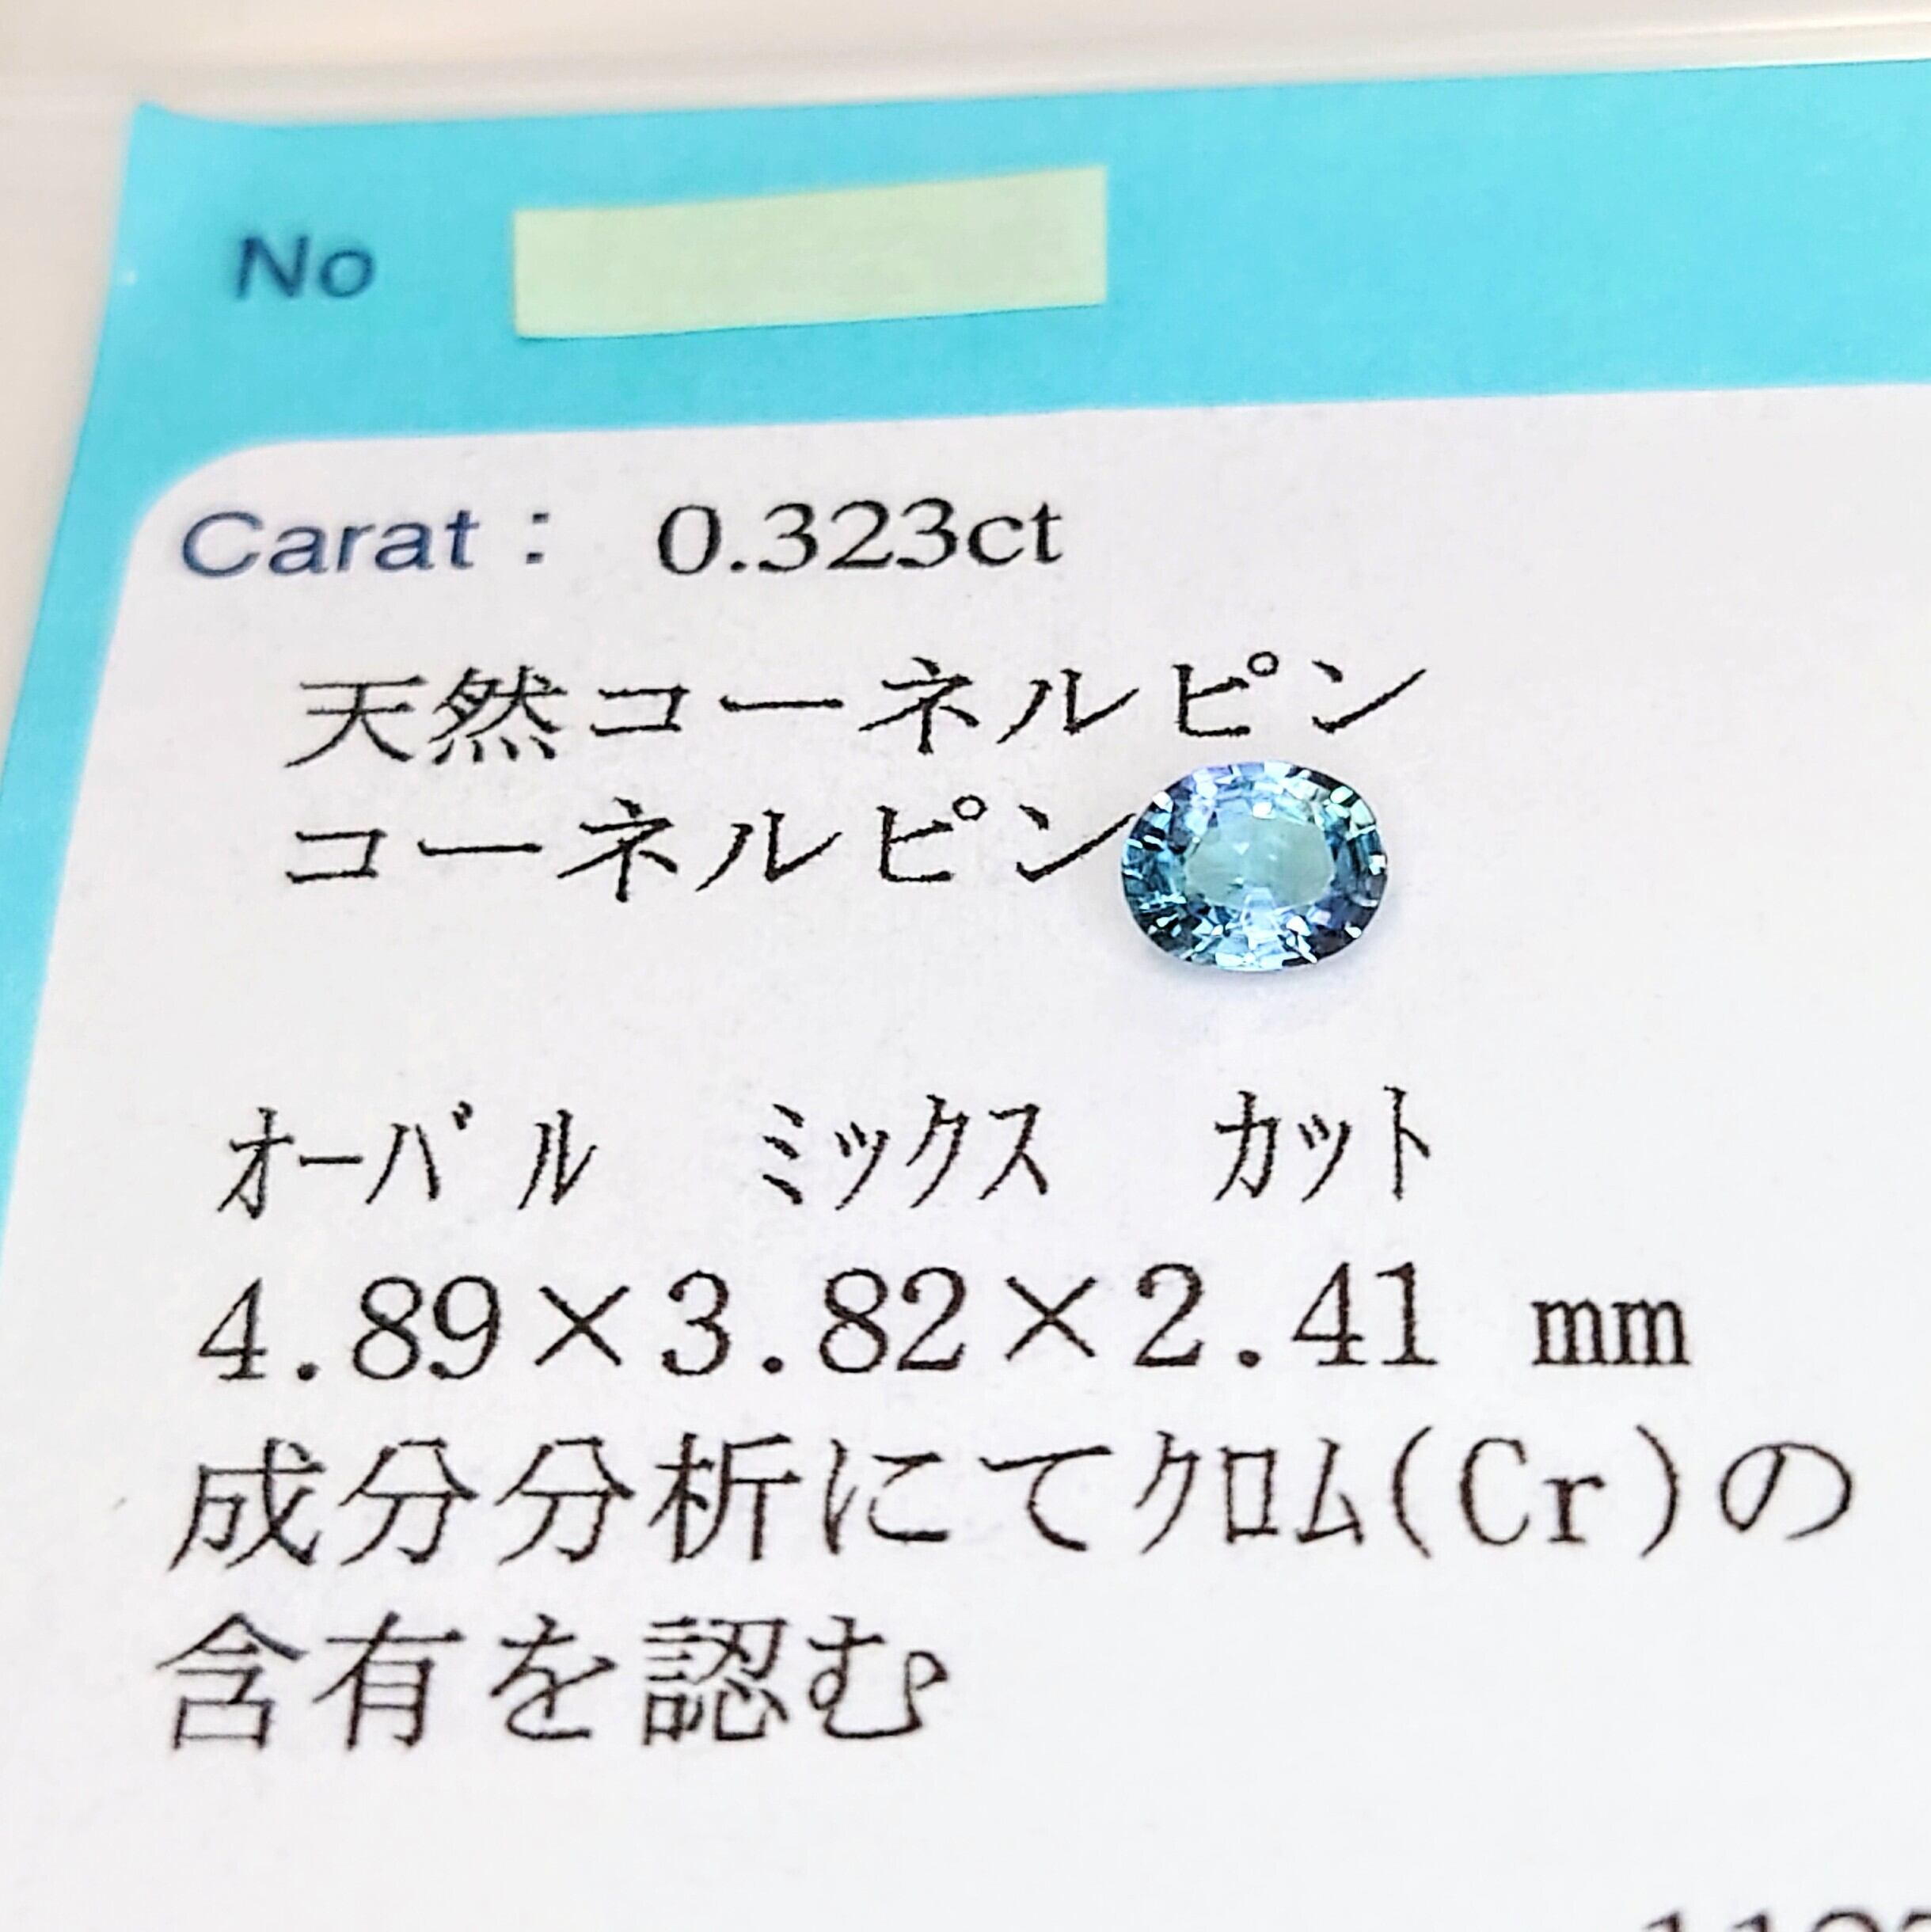 No
Carat : 0.323ct
天然コーネルピン
コーネルピン
ｵｰﾊﾞﾙ ﾐｯｸｽ ｶｯﾄ
4.89×3.82×2.41 mm
成分分析にてｸﾛﾑ(Cr)の
含有を認む